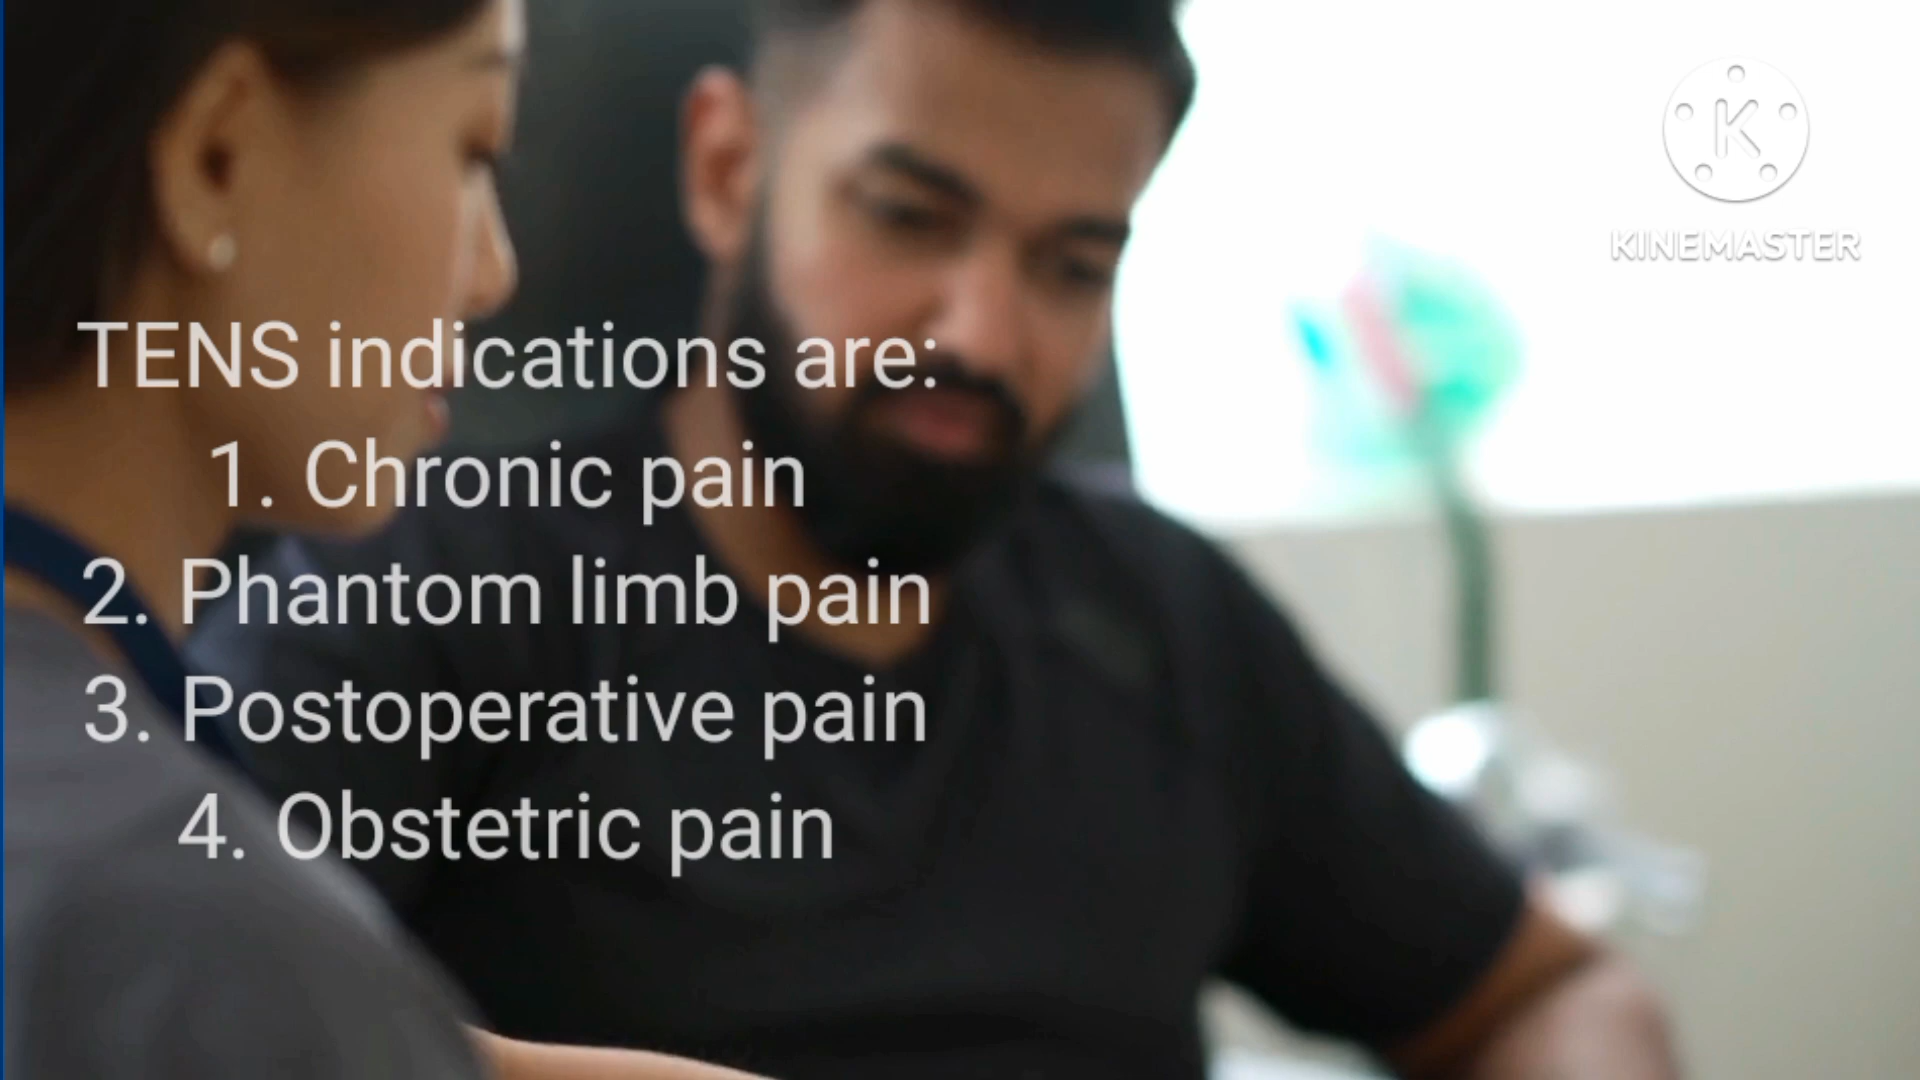 TENS indications are:
1. Chronic pain
2. Phantom limb pain
3. Postoperative pain
4. Obstetric pain
K
KINEMASTER